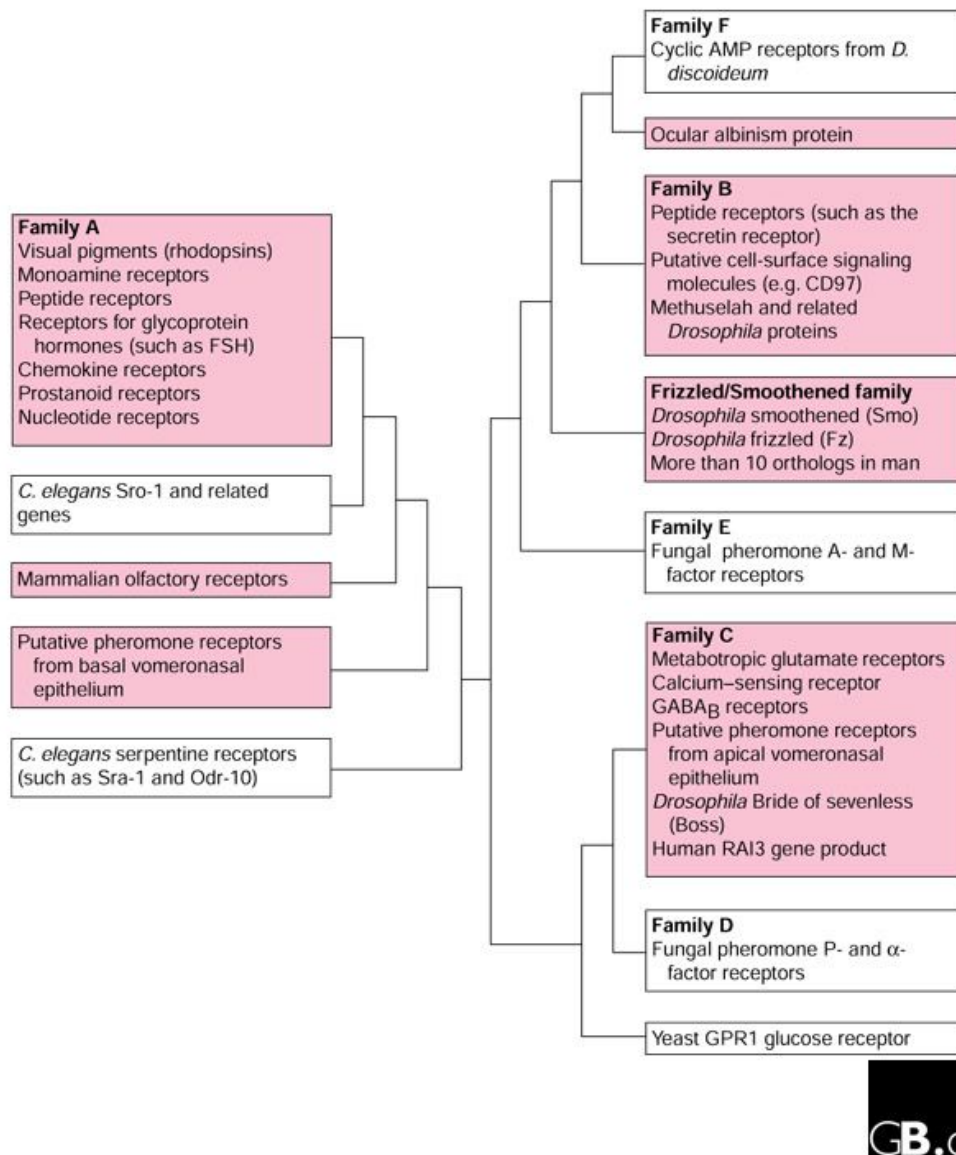 Family F
Cyclic AMP receptors from D.
discoideum
Ocular albinism protein
Family B
Peptide receptors (such as the
secretin receptor)
Putative cell-surface signaling
molecules (e.g. CD97)
Methuselah and related
Drosophila proteins
Frizzled/Smoothened family
Drosophila smoothened (Smo)
Drosophila frizzled (Fz)
More than 10 orthologs in man
Family E
Fungal pheromone A- and M-
factor receptors
Family C
Metabotropic glutamate receptors
Calcium–sensing receptor
GABAB receptors
Putative pheromone receptors
from apical vomeronasal
epithelium
Drosophila Bride of sevenless
(Boss)
Human RAI3 gene product
Family D
Fungal pheromone P- and α-
factor receptors
Yeast GPR1 glucose receptor
Family A
Visual pigments (rhodopsins)
Monoamine receptors
Peptide receptors
Receptors for glycoprotein
hormones (such as FSH)
Chemokine receptors
Prostanoid receptors
Nucleotide receptors
C. elegans Sro-1 and related
genes
Mammalian olfactory receptors
Putative pheromone receptors
from basal vomeronasal
epithelium
C. elegans serpentine receptors
(such as Sra-1 and Odr-10)
GB.